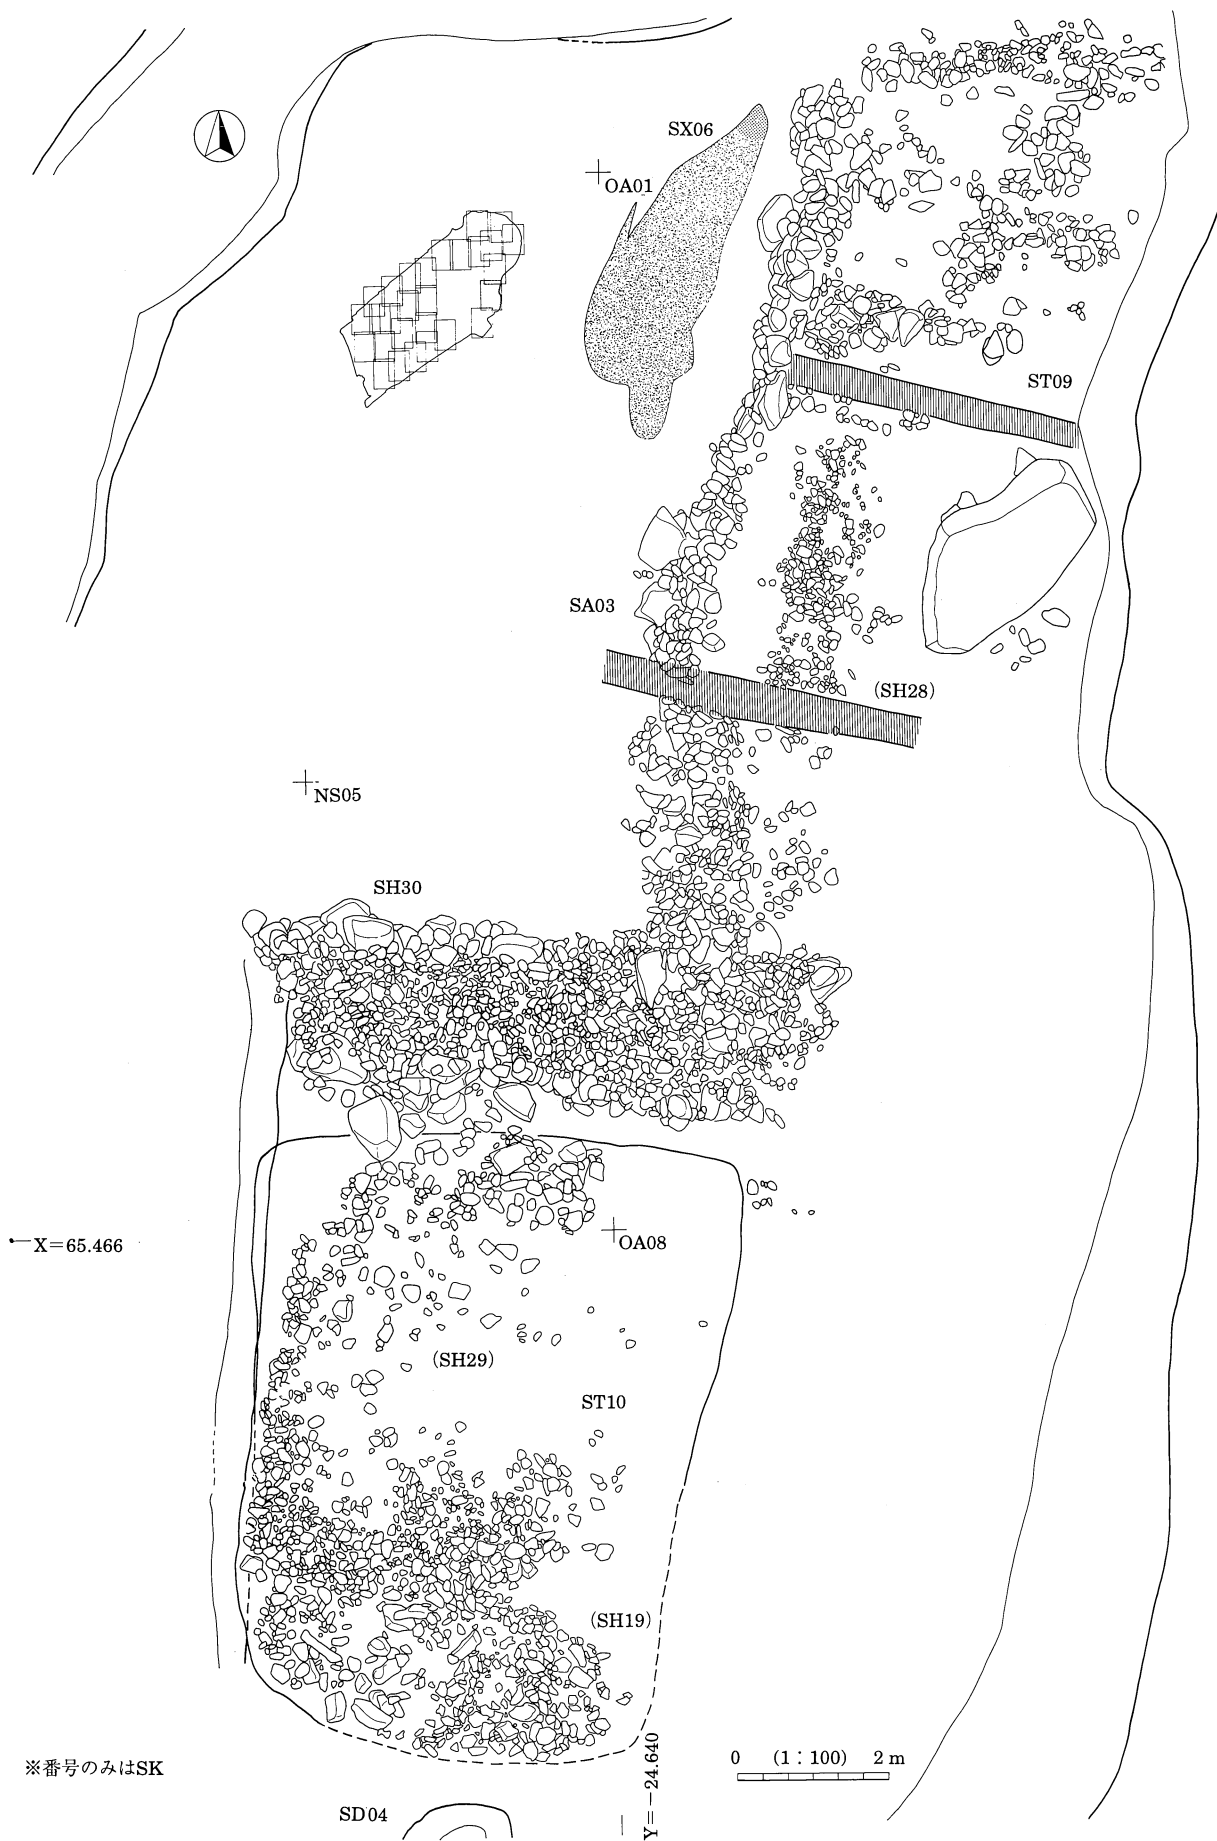 SX06
OA01
ST09
SA03
(SH28)
NS05
SH30
X=65.466
OA08
(SH29)
ST10
(SH19)
※番号のみはSK
0 (1：100) 2 m
Y=-24.640
SD04